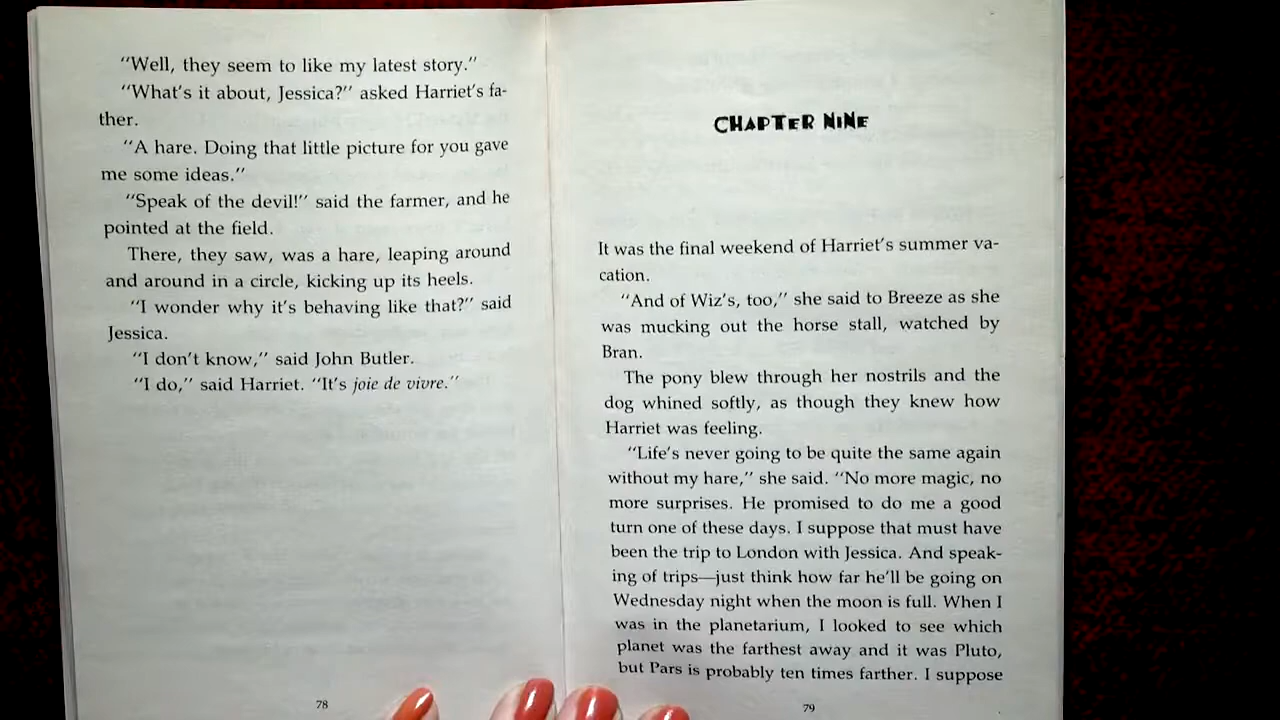 “Well, they seem to like my latest story.”
“What's it about, Jessica?” asked Harriet's fa-
ther.
“A hare. Doing that little picture for you gave
me some ideas.”
“Speak of the devil!” said the farmer, and he
pointed at the field.
There, they saw, was a hare, leaping around
and around in a circle, kicking up its heels.
“I wonder why it's behaving like that?” said
Jessica.
“I don't know,” said John Butler.
“I do,” said Harriet. “It's joie de vivre.”
78
CHAPTER NINE
It was the final weekend of Harriet's summer va-
cation.
“And of Wiz's, too,” she said to Breeze as she
was mucking out the horse stall, watched by
Bran.
The pony blew through her nostrils and the
dog whined softly, as though they knew how
Harriet was feeling.
“Life's never going to be quite the same again
without my hare,” she said. “No more magic, no
more surprises. He promised to do me a good
turn one of these days. I suppose that must have
been the trip to London with Jessica. And speak-
ing of trips—just think how far he'll be going on
Wednesday night when the moon is full. When I
was in the planetarium, I looked to see which
planet was the farthest away and it was Pluto,
but Pars is probably ten times farther. I suppose
79